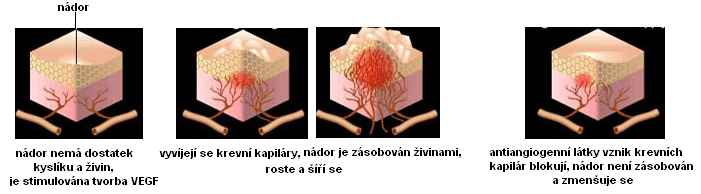 nádor
nádor nemá dostatek
kyslíku a živin,
je stimulována tvorba VEGF
vyvíjejí se krevní kapiláry, nádor je zásobován živinami,
roste a šíří se
antiangiogenní látky vznik krevních
kapilár blokují, nádor není zásobován
a zmenšuje se